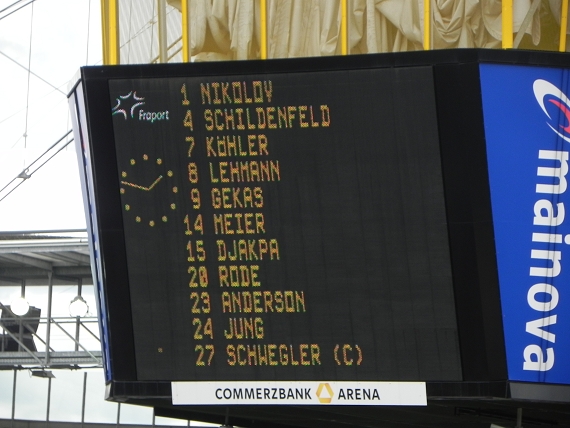 1 NIKOLOV
4 SCHILDENFELD
7 KÖHLER
8 LEHMANN
9 GEKAS
14 MEIER
15 DJAKPA
20 RODE
23 ANDERSON
24 JUNG
27 SCHWEGLER (C)
Fraport
COMMERZBANK ARENA
mainova